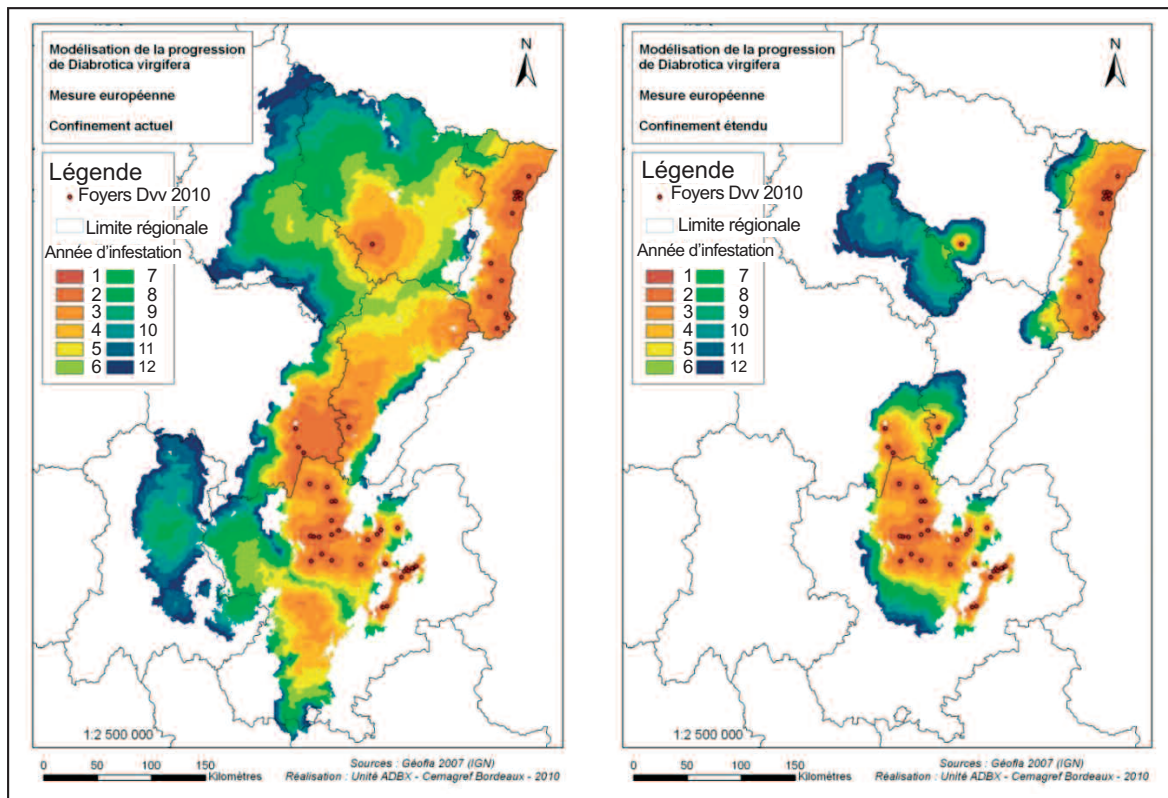 Modélisation de la progression
de Diabrotica virgifera
Mesure européenne
Confinement actuel
N
Légende
Foyers Dvv 2010
Limite régionale
Année d'infestation
1 7
2 8
3 9
4 10
5 11
6 12
1:2 500 000
0 50 100 150
Kilomètres
Sources : Géofla 2007 (IGN)
Réalisation : Unité ADBX - Cemagref Bordeaux - 2010
Modélisation de la progression
de Diabrotica virgifera
Mesure européenne
Confinement étendu
N
Légende
Foyers Dvv 2010
Limite régionale
Année d'infestation
1 7
2 8
3 9
4 10
5 11
6 12
1:2 500 000
0 50 100 150
Kilomètres
Sources : Géofla 2007 (IGN)
Réalisation : Unité ADBX - Cemagref Bordeaux - 2010